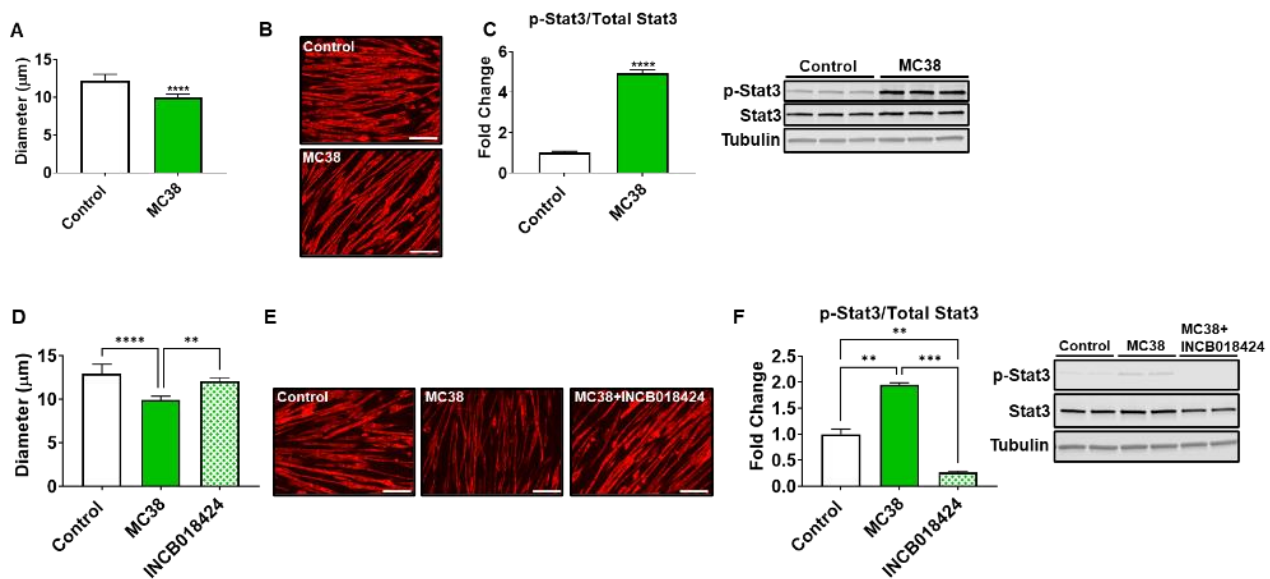 A
Diameter (μm)
15
10
5
0
****
Control
MC38
B
Control
MC38
C
p-Stat3/Total Stat3
Fold Change
6
4
2
0
****
Control
MC38
Control MC38
p-Stat3
Stat3
Tubulin
D
Diameter (μm)
15
10
5
0
**** **
Control
MC38
INCB018424
E
Control
MC38
MC38+INCB018424
F
p-Stat3/Total Stat3
Fold Change
2.5
2.0
1.5
1.0
0.5
0.0
**
** ***
Control
MC38
INCB018424
MC38+
Control MC38 INCB018424
p-Stat3
Stat3
Tubulin